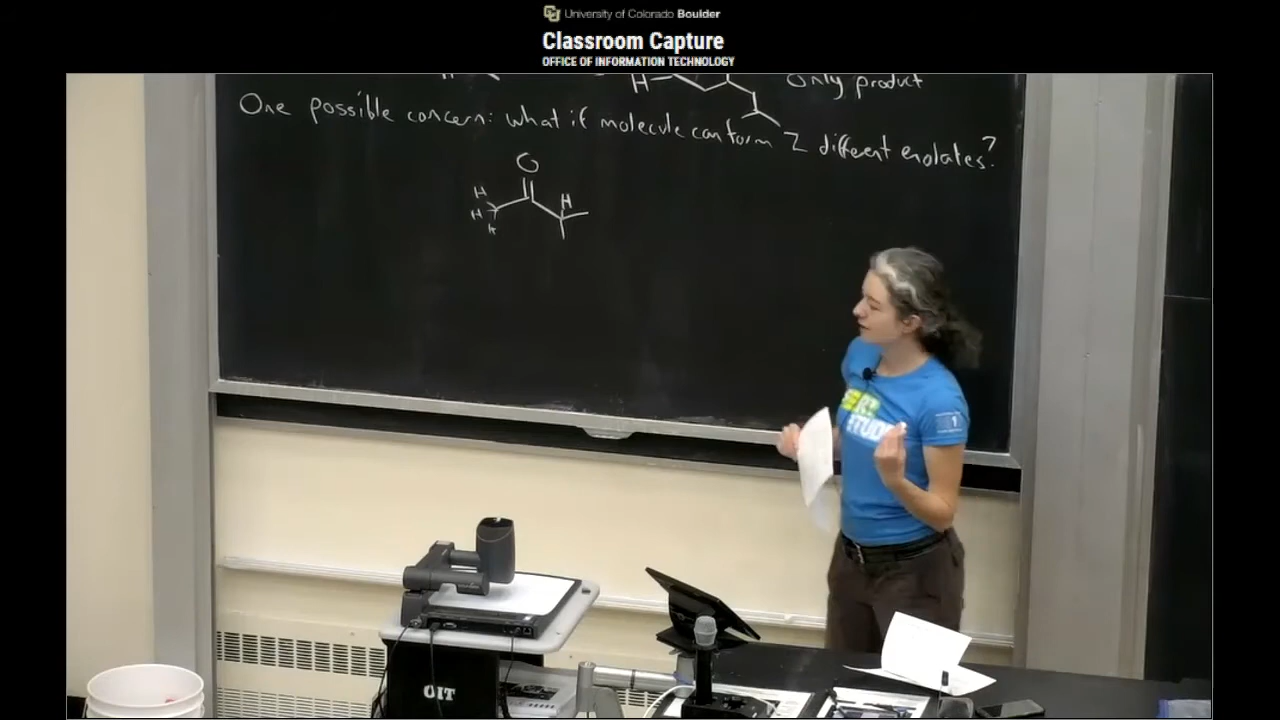 University of Colorado Boulder
Classroom Capture
OFFICE OF INFORMATION TECHNOLOGY
H
Only product
One possible concern: what if molecule can form 2 different enolates?
O
H
H
H
H
OIT